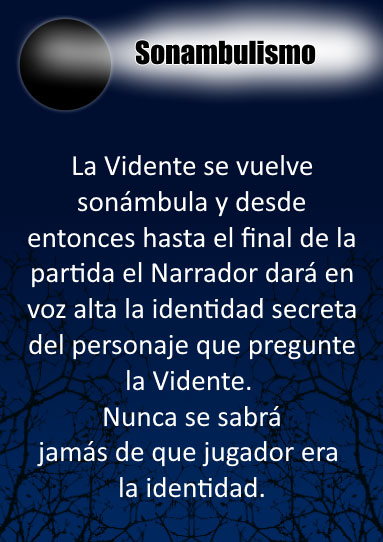 Sonambulismo
La Vidente se vuelve
sonámbula y desde
entonces hasta el final de la
partida el Narrador dará en
voz alta la identidad secreta
del personaje que pregunte
la Vidente.
Nunca se sabrá
jamás de que jugador era
la identidad.